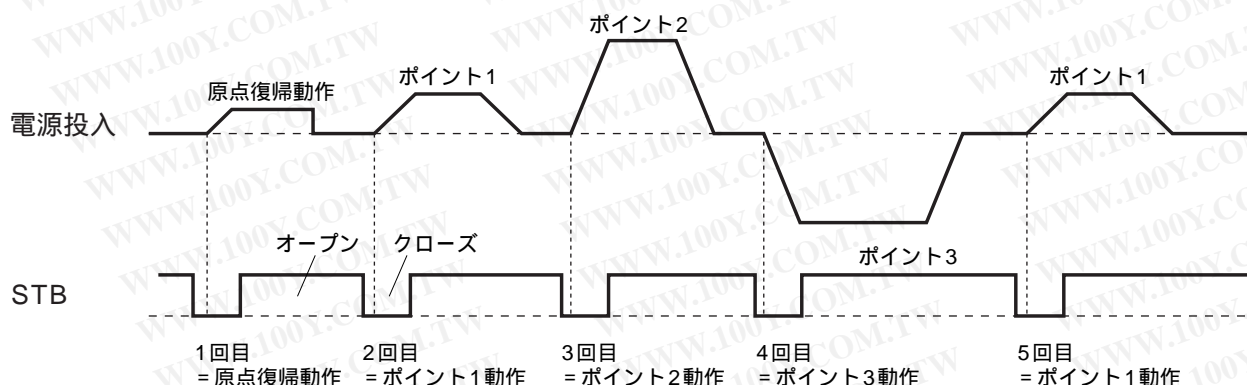 ポイント2
ポイント1
ポイント1
原点復帰動作
電源投入
オープン
クローズ
ポイント3
STB
1回目
=原点復帰動作
2回目
=ポイント1動作
3回目
=ポイント2動作
4回目
=ポイント3動作
5回目
=ポイント1動作
WWW.100Y.COM.TW